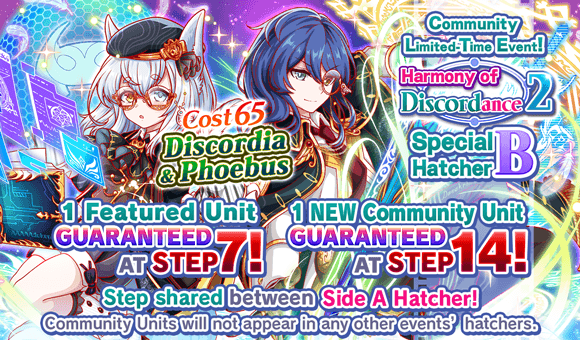 Community
Limited-Time Event!
Harmony of
Discordance 2
Special
Hatcher B
Cost 65
Discordia
& Phoebus
1 Featured Unit
GUARANTEED
AT STEP 7!
1 NEW Community Unit
GUARANTEED
AT STEP 14!
Step shared between Side A Hatcher!
Community Units will not appear in any other events' hatchers.